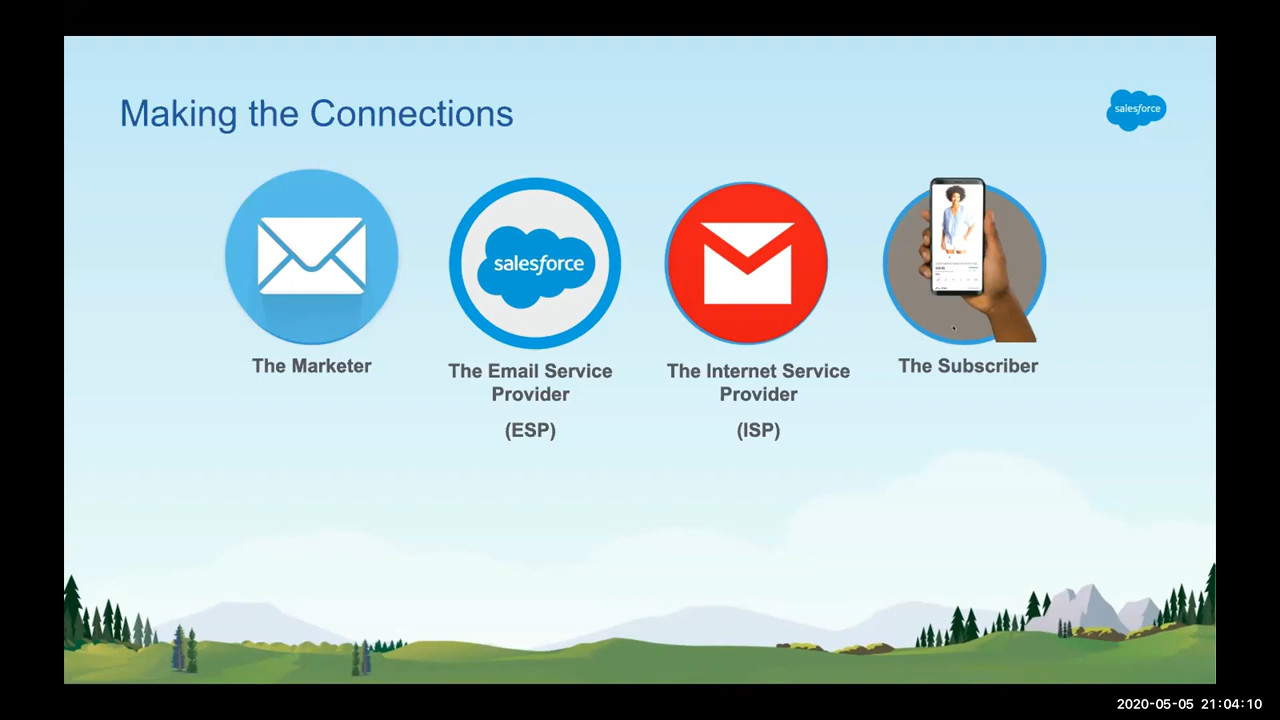 Making the Connections
salesforce
salesforce
The Marketer
The Email Service
Provider
(ESP)
The Internet Service
Provider
(ISP)
The Subscriber
2020-05-05 21:04:10